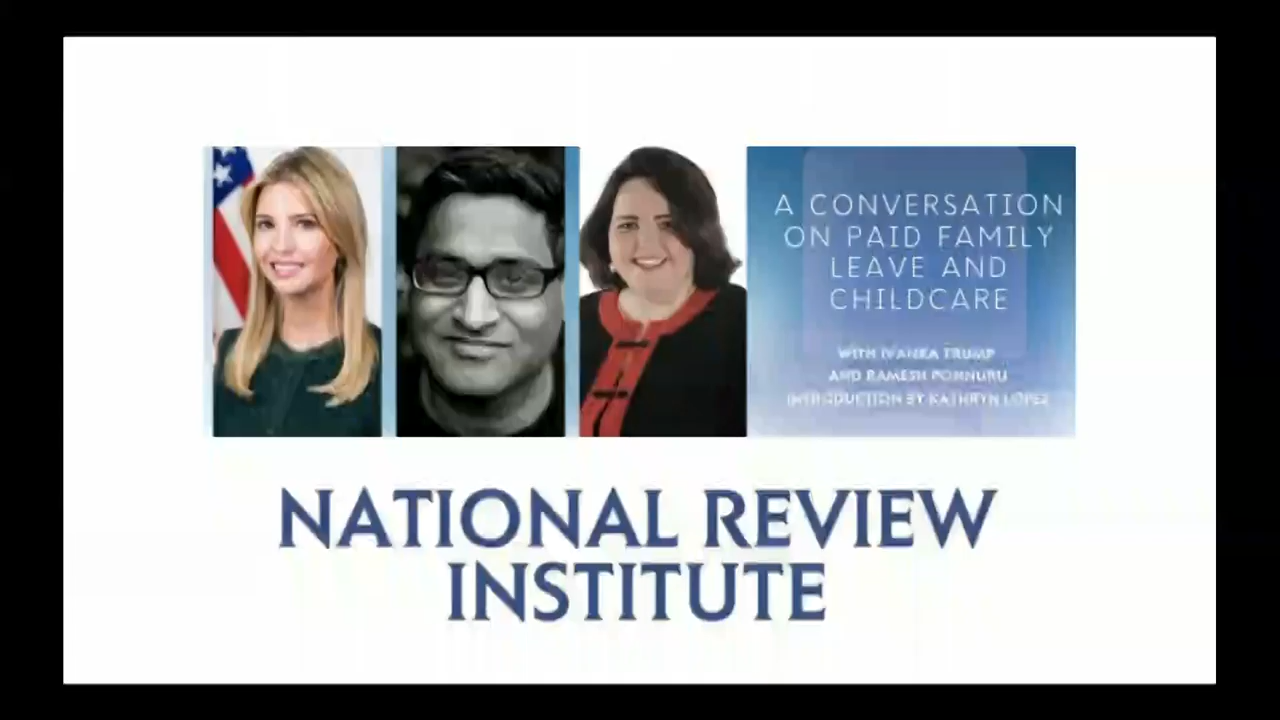 A CONVERSATION
ON PAID FAMILY
LEAVE AND
CHILDCARE
WITH IVANKA TRUMP
AND RAMESH PONNURU
INTRODUCTION BY KATHRYN LOPEZ
NATIONAL REVIEW
INSTITUTE